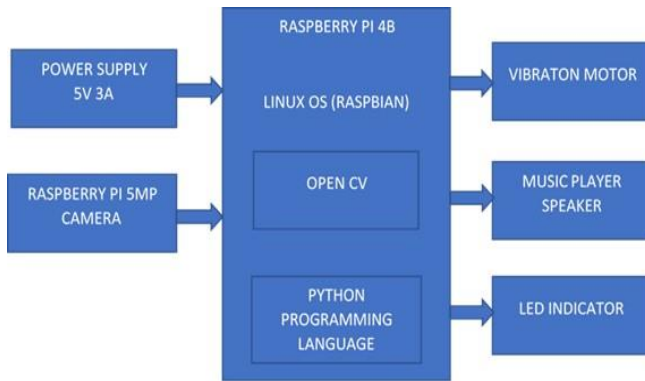 POWER SUPPLY
5V 3A
RASPBERRY PI 5MP
CAMERA
RASPBERRY PI 4B
LINUX OS (RASPBIAN)
OPEN CV
PYTHON
PROGRAMMING
LANGUAGE
VIBRATON MOTOR
MUSIC PLAYER
SPEAKER
LED INDICATOR